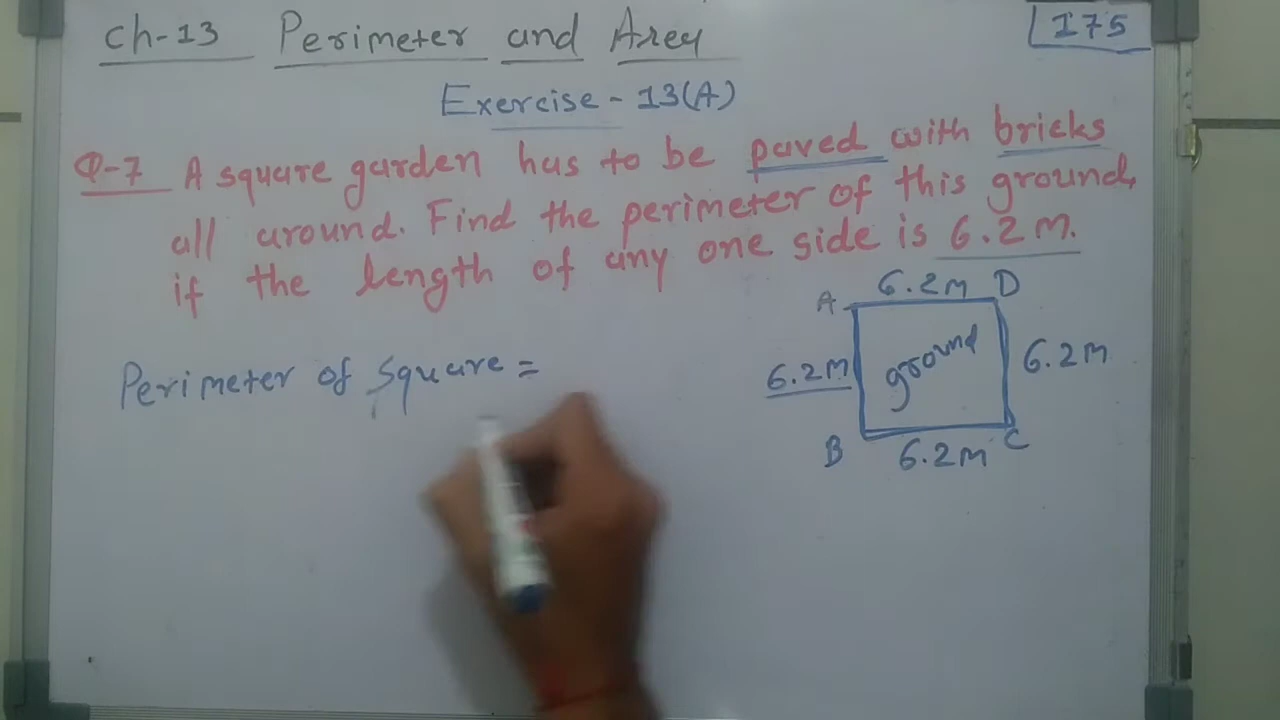 Ch-13 Perimeter and Area
175
Exercise - 13(A)
Q-7 A square garden has to be paved with bricks
all around. Find the perimeter of this ground,
if the length of any one side is 6.2 m.
A 6.2 m D
Perimeter of square =
6.2 m ground 6.2 m
B 6.2 m C